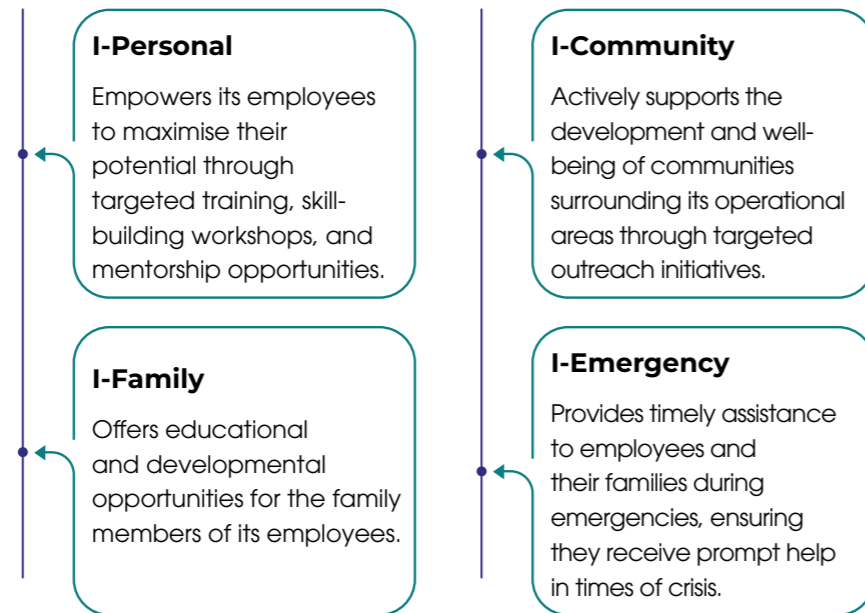 I-Personal
Empowers its employees
to maximise their
potential through
targeted training, skill-
building workshops, and
mentorship opportunities.
I-Family
Offers educational
and developmental
opportunities for the family
members of its employees.
I-Community
Actively supports the
development and well-
being of communities
surrounding its operational
areas through targeted
outreach initiatives.
I-Emergency
Provides timely assistance
to employees and
their families during
emergencies, ensuring
they receive prompt help
in times of crisis.